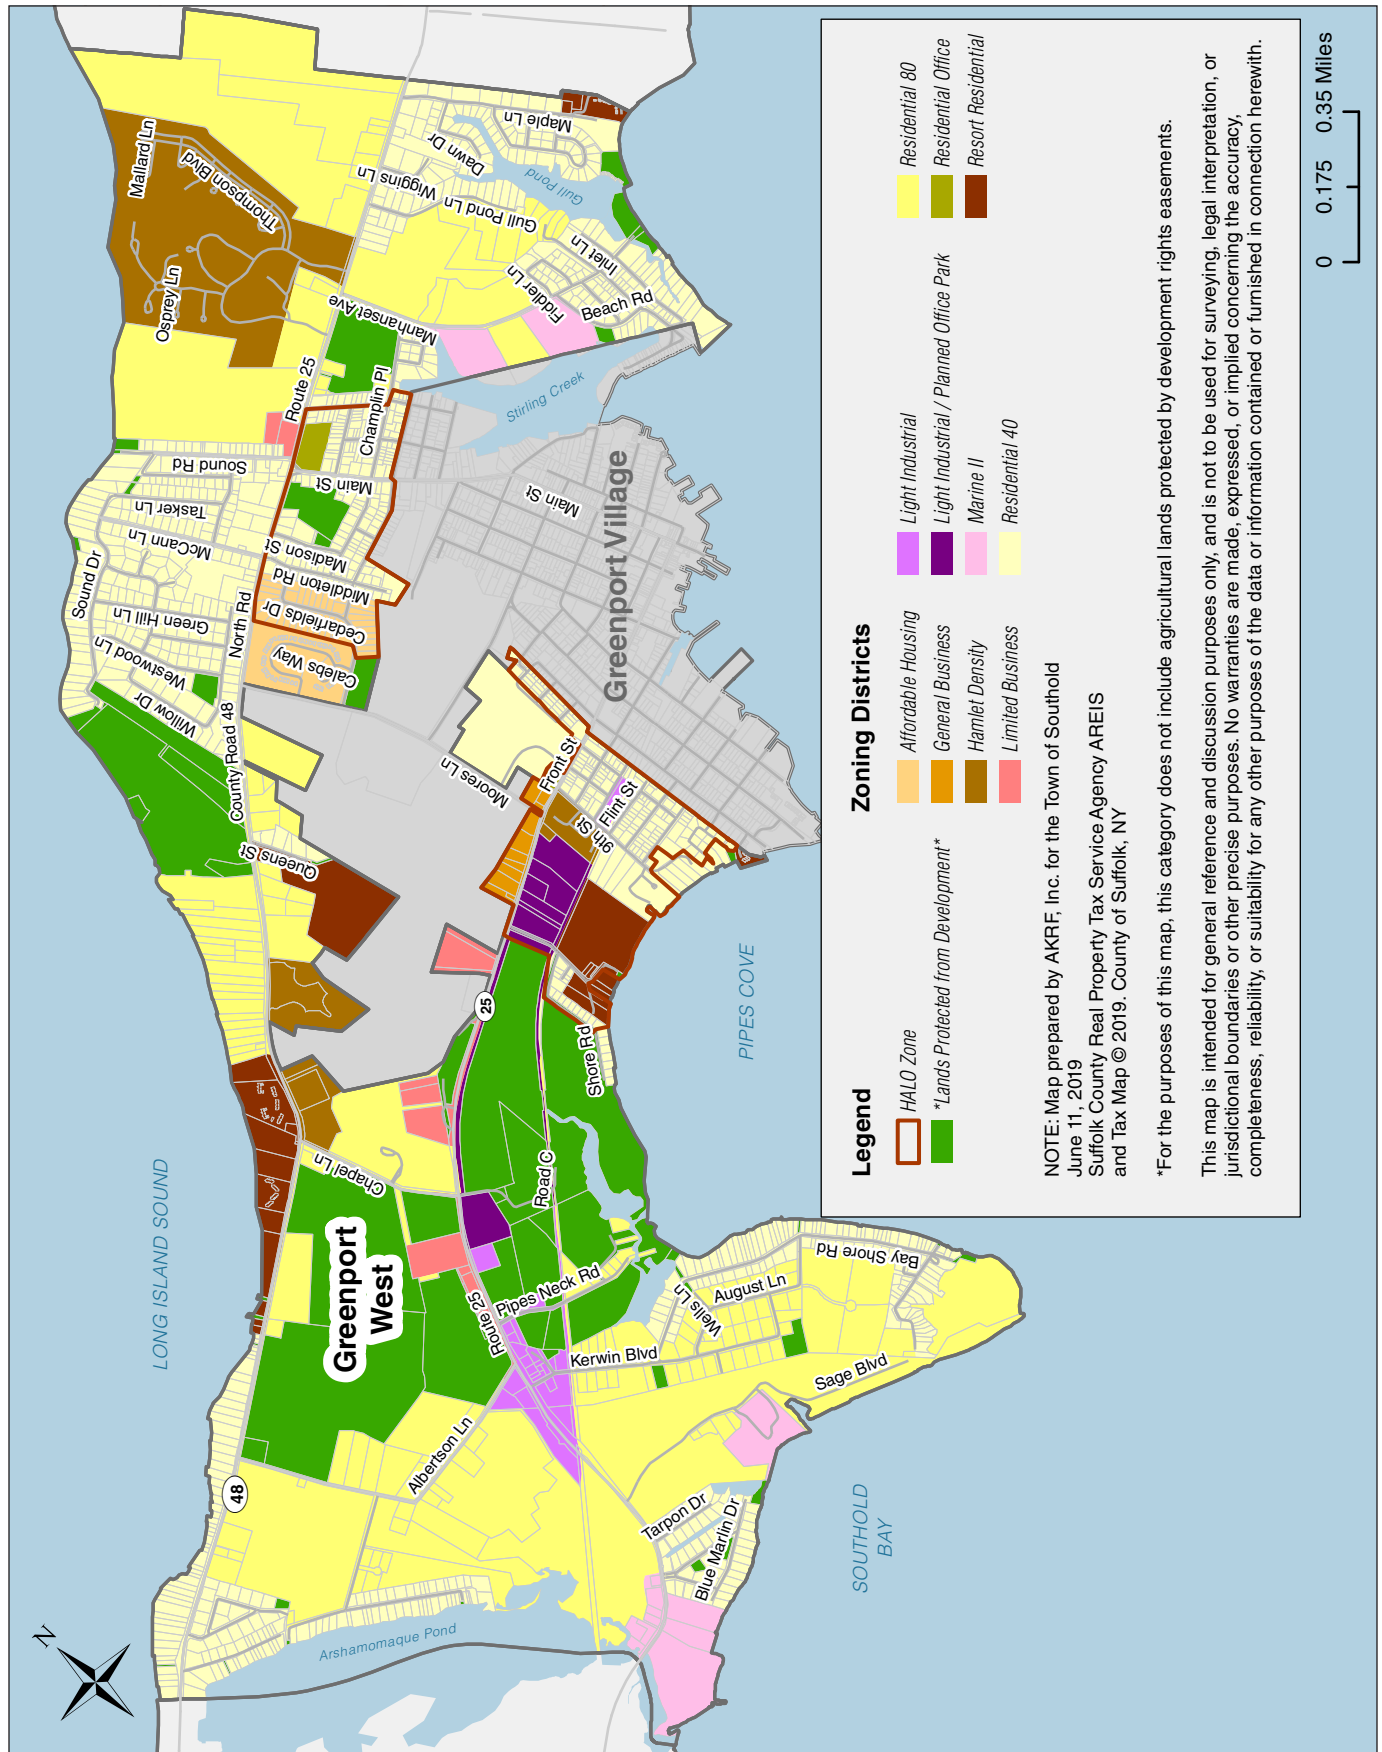 LONG ISLAND SOUND
48
Greenport
West
Arshamomaque Pond
Albertson Ln
Chapel Ln
Route 25
Pipes Neck Rd
Road C
Kerwin Blvd
Wells Ln
August Ln
Bay Shore Rd
Sage Blvd
Tarpon Dr
Blue Marlin Dr
SOUTHOLD
BAY
25
Shore Rd
PIPES COVE
Queens St
County Road 48
Willow Dr
Westwood Ln
Green Hill Ln
Sound Dr
North Rd
McCann Ln
Tasker Ln
Sound Rd
Calebs Way
Cedarfields Dr
Middleton Rd
Madison St
Main St
Champlin Pl
Route 25
Moores Ln
Front St
9th St
Flint St
Main St
Greenport Village
Stirling Creek
Osprey Ln
Mallard Ln
Thompson Blvd
Manhanset Ave
Wiggins Ln
Gull Pond Ln
Dawn Dr
Maple Ln
Gull Pond
Inlet Ln
Fiddler Ln
Beach Rd
N
Legend
HALO Zone
*Lands Protected from Development*
Zoning Districts
Affordable Housing
General Business
Hamlet Density
Limited Business
Light Industrial
Light Industrial / Planned Office Park
Marine II
Residential 40
Residential 80
Residential Office
Resort Residential
NOTE: Map prepared by AKRF, Inc. for the Town of Southold
June 11, 2019
Suffolk County Real Property Tax Service Agency AREIS
and Tax Map © 2019. County of Suffolk, NY
*For the purposes of this map, this category does not include agricultural lands protected by development rights easements.
This map is intended for general reference and discussion purposes only, and is not to be used for surveying, legal interpretation, or
jurisdictional boundaries or other precise purposes. No warranties are made, expressed, or implied concerning the accuracy,
completeness, reliability, or suitability for any other purposes of the data or information contained or furnished in connection herewith.
0 0.175 0.35 Miles